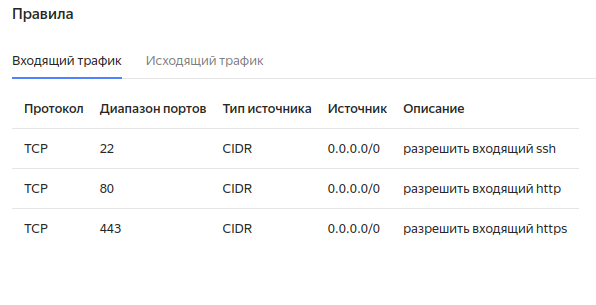 Правила
Входящий трафик Исходящий трафик
Протокол Диапазон портов Тип источника Источник Описание
TCP 22 CIDR 0.0.0.0/0 разрешить входящий ssh
TCP 80 CIDR 0.0.0.0/0 разрешить входящий http
TCP 443 CIDR 0.0.0.0/0 разрешить входящий https